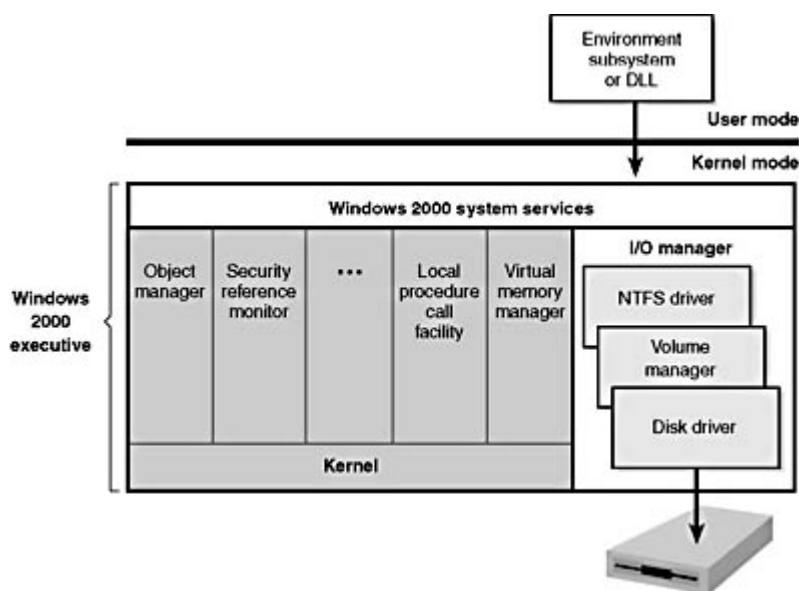 Environment
subsystem
or DLL
User mode
Kernel mode
Windows 2000 system services
Windows
2000
executive
Object
manager
Security
reference
monitor
...
Local
procedure
call
facility
Virtual
memory
manager
I/O manager
NTFS driver
Volume
manager
Disk driver
Kernel